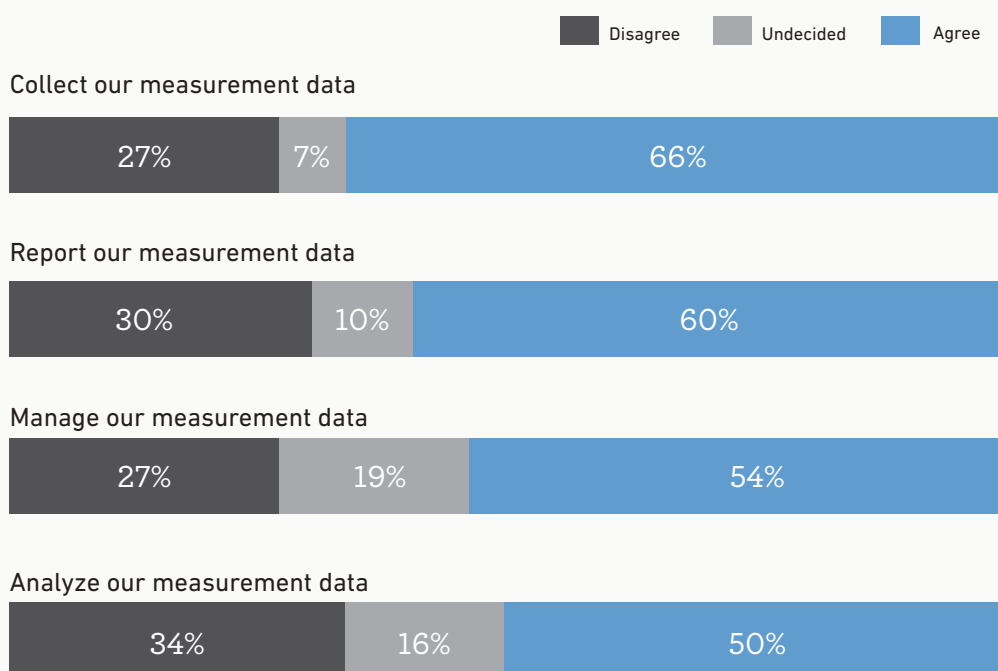 Disagree Undecided Agree
Collect our measurement data
27% 7% 66%
Report our measurement data
30% 10% 60%
Manage our measurement data
27% 19% 54%
Analyze our measurement data
34% 16% 50%